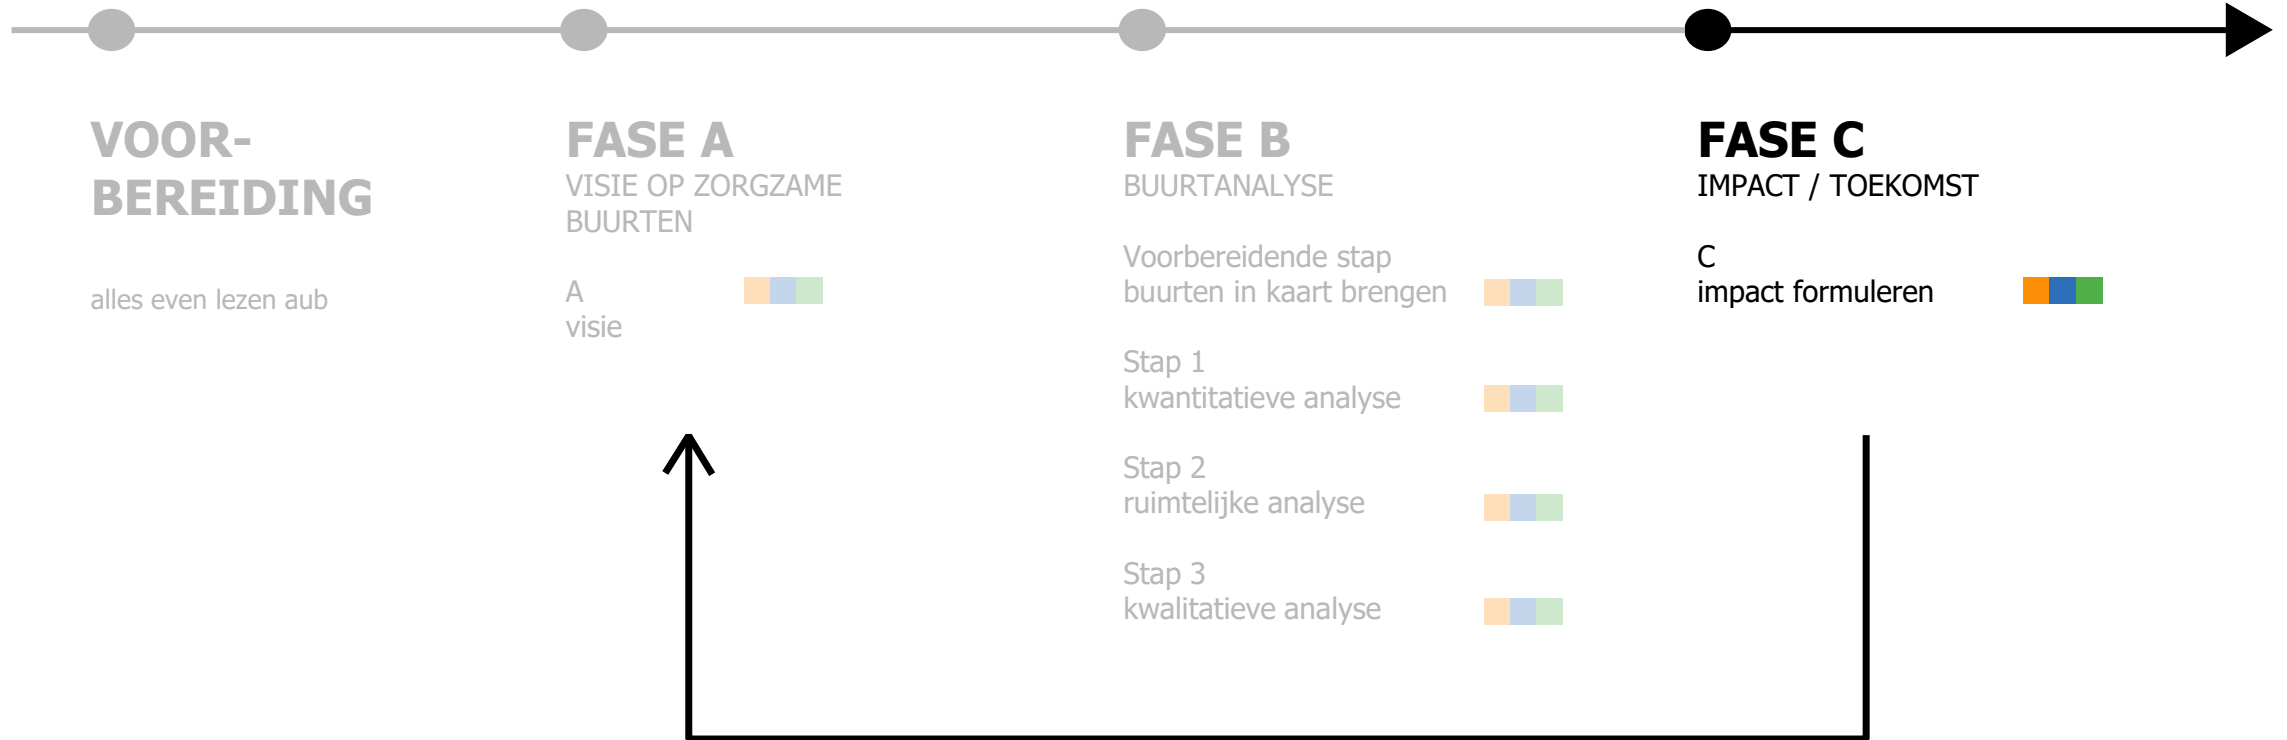 VOOR-
BEREIDING
alles even lezen aub
FASE A
VISIE OP ZORGZAME
BUURTEN
A
visie
FASE B
BUURTANALYSE
Voorbereidende stap
buurten in kaart brengen
Stap 1
kwantitatieve analyse
Stap 2
ruimtelijke analyse
Stap 3
kwalitatieve analyse
FASE C
IMPACT / TOEKOMST
C
impact formuleren